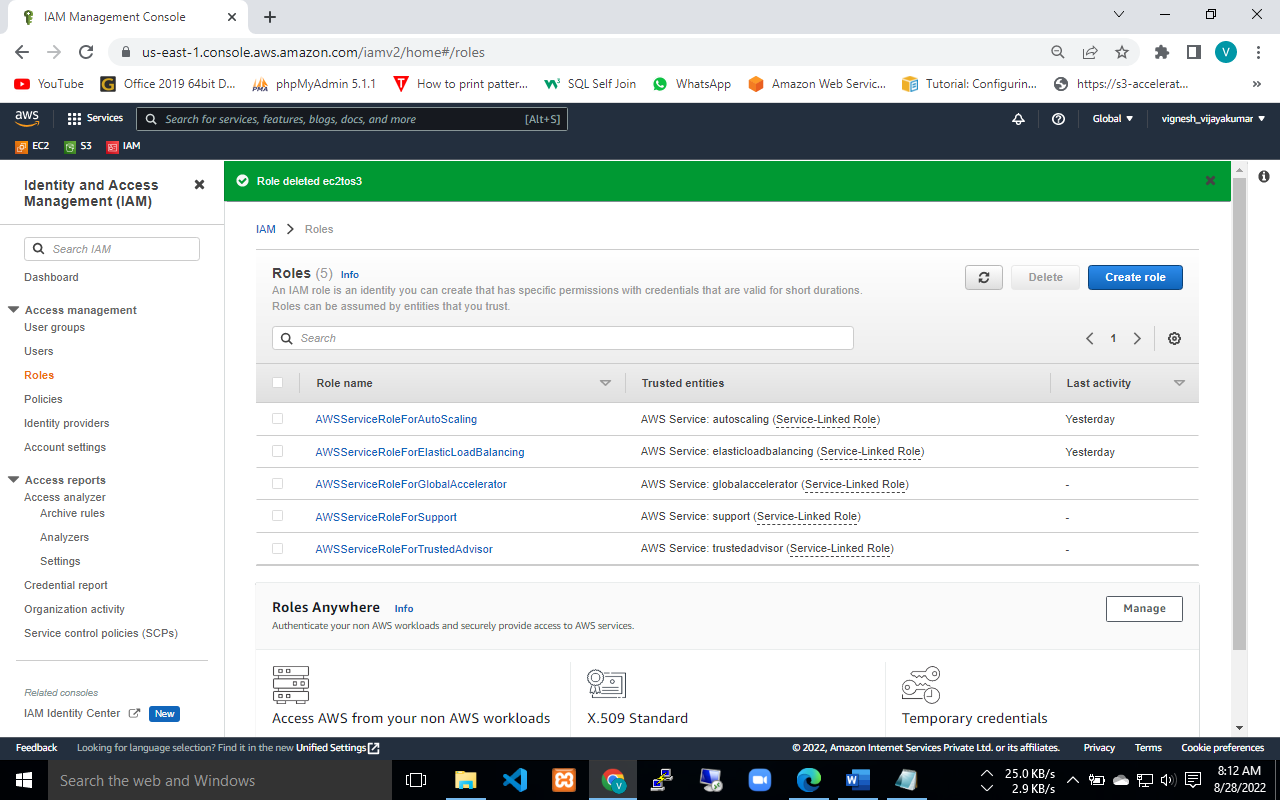 IAM Management Console
us-east-1.console.aws.amazon.com/iamv2/home#/roles
V
YouTube
Office 2019 64bit D...
phpMyAdmin 5.1.1
How to print patter...
SQL Self Join
WhatsApp
Amazon Web Servic...
Tutorial: Configurin...
https://s3-accelerat...
aws
Services
Search for services, features, blogs, docs, and more
[Alt+S]
Global
vignesh_vijayakumar
EC2
S3
IAM
Identity and Access
Management (IAM)
Search IAM
Dashboard
Access management
User groups
Users
Roles
Policies
Identity providers
Account settings
Access reports
Access analyzer
Archive rules
Analyzers
Settings
Credential report
Organization activity
Service control policies (SCPs)
Related consoles
IAM Identity Center
New
Role deleted ec2tos3
IAM > Roles
Roles (5) Info
An IAM role is an identity you can create that has specific permissions with credentials that are valid for short durations.
Roles can be assumed by entities that you trust.
Delete
Create role
Search
1
Role name
Trusted entities
Last activity
AWSServiceRoleForAutoScaling
AWS Service: autoscaling (Service-Linked Role)
Yesterday
AWSServiceRoleForElasticLoadBalancing
AWS Service: elasticloadbalancing (Service-Linked Role)
Yesterday
AWSServiceRoleForGlobalAccelerator
AWS Service: globalaccelerator (Service-Linked Role)
-
AWSServiceRoleForSupport
AWS Service: support (Service-Linked Role)
-
AWSServiceRoleForTrustedAdvisor
AWS Service: trustedadvisor (Service-Linked Role)
-
Roles Anywhere Info
Authenticate your non AWS workloads and securely provide access to AWS services.
Manage
Access AWS from your non AWS workloads
X.509 Standard
Temporary credentials
Feedback
Looking for language selection? Find it in the new Unified Settings
© 2022, Amazon Internet Services Private Ltd. or its affiliates.
Privacy
Terms
Cookie preferences
Search the web and Windows
25.0 KB/s
2.9 KB/s
8:12 AM
8/28/2022